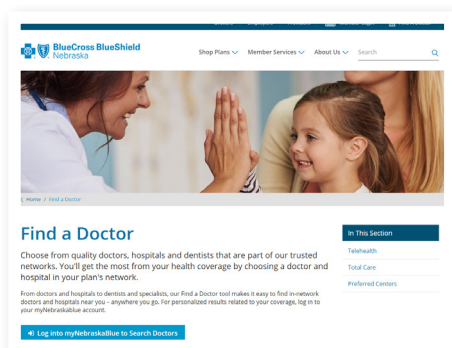 BlueCross BlueShield
Nebraska
Shop Plans
Member Services
About Us
Search
Home / Find a Doctor
Find a Doctor
Choose from quality doctors, hospitals and dentists that are part of our trusted
networks. You'll get the most from your health coverage by choosing a doctor and
hospital in your plan's network.
From doctors and hospitals to dentists and specialists, our Find a Doctor tool makes it easy to find in-network
doctors and hospitals near you – anywhere you go. For personalized results related to your coverage, log in to
your myNebraskablue account.
Log into myNebraskaBlue to Search Doctors
In This Section
Telehealth
Total Care
Preferred Centers